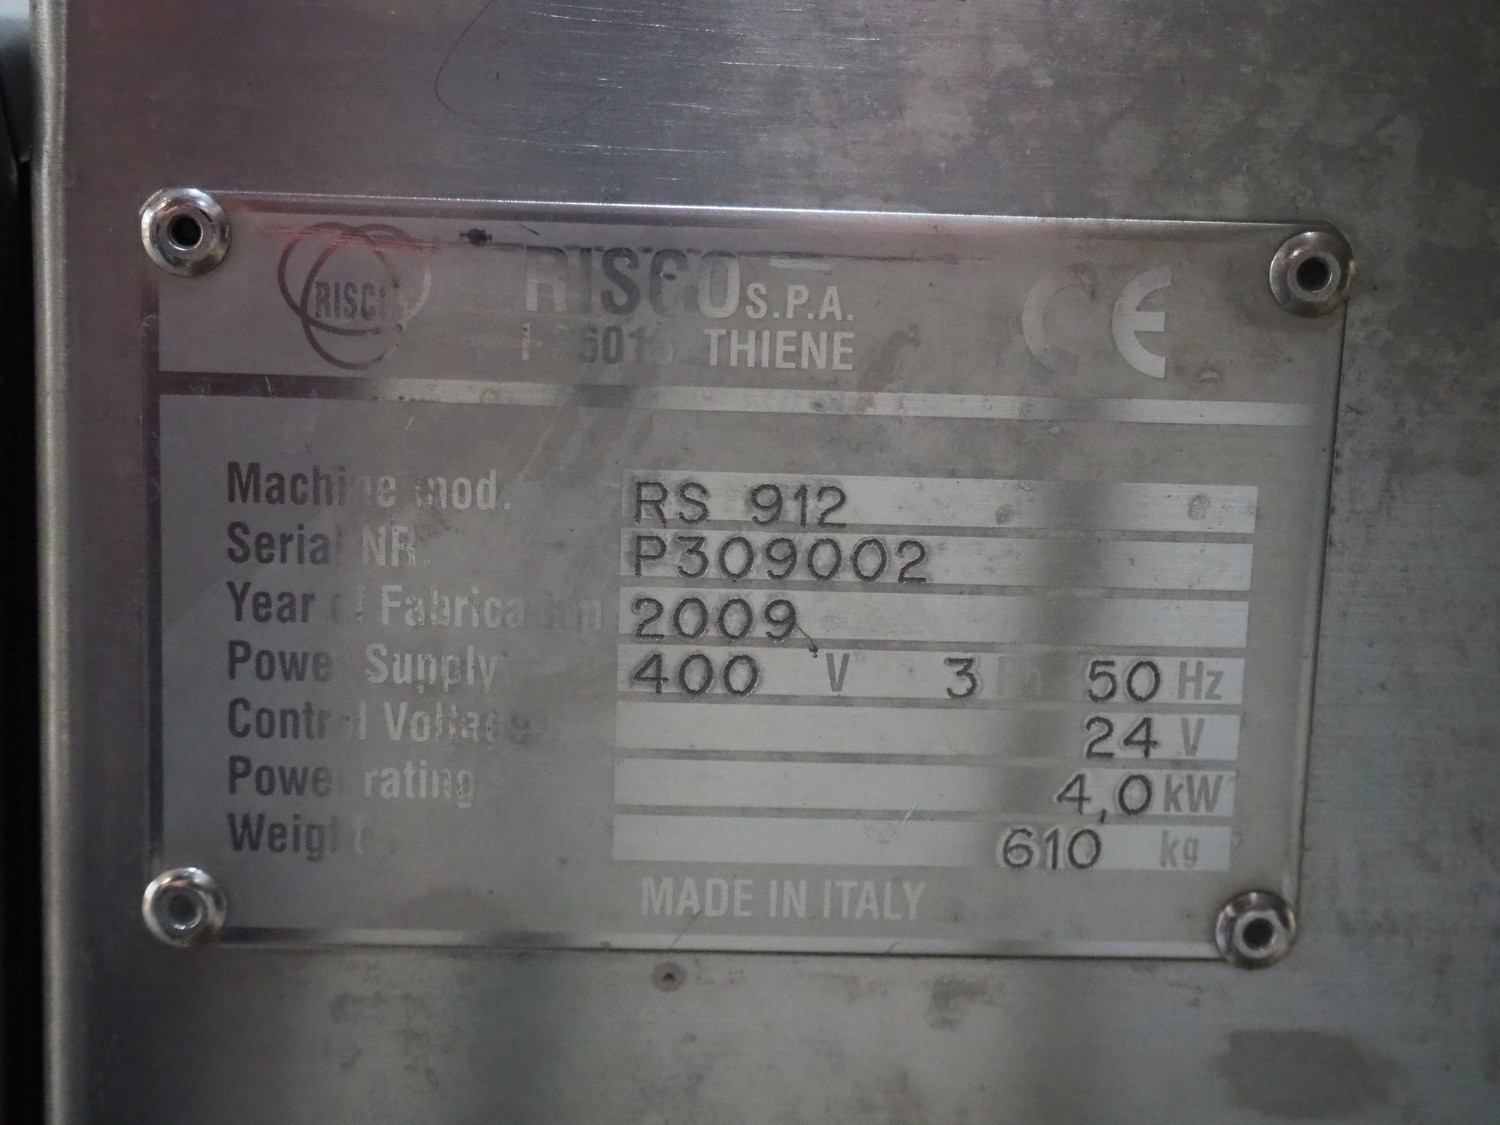 RISCO
RISCO S.P.A.
THIENE
CE
Machine mod. RS 912
Serial NR. P309002
Year of Fabrication 2009
Power Supply 400 V 3 Ph 50 Hz
Control Voltage 24 V
Power rating 4,0 kW
Weight 610 kg
MADE IN ITALY